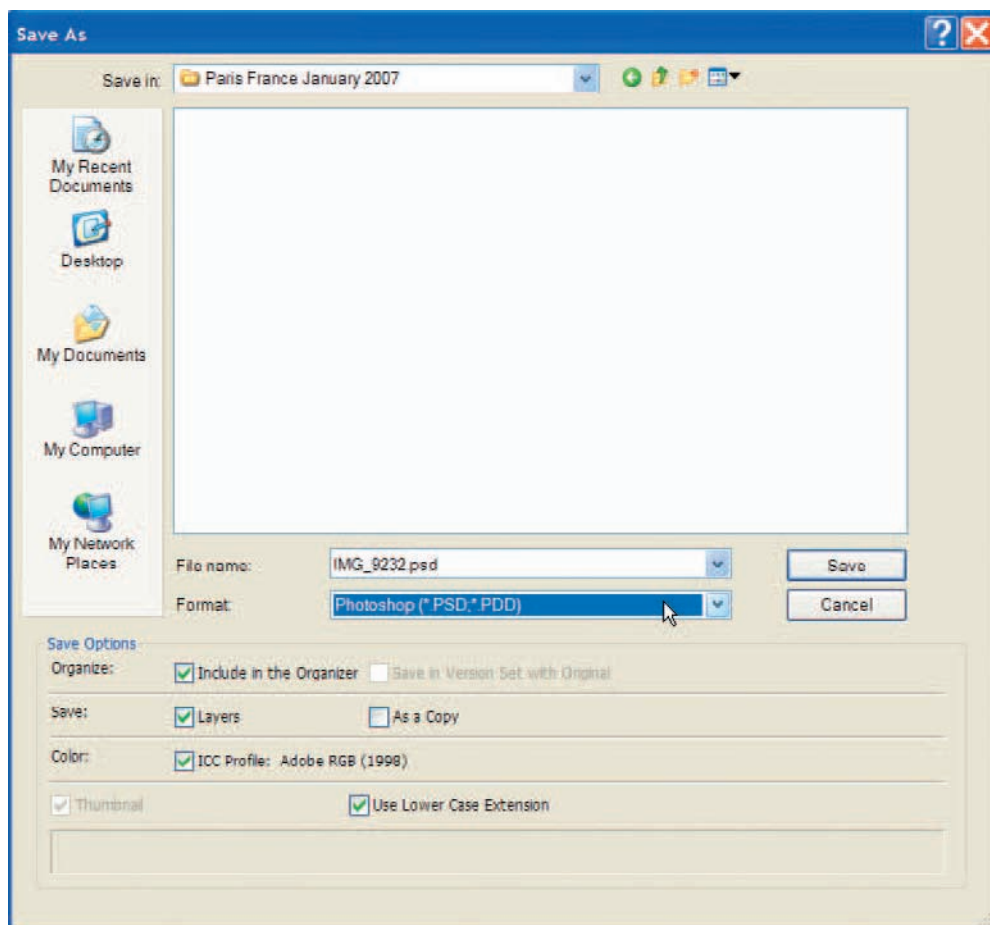 Save As
Save in: Paris France January 2007
My Recent
Documents
Desktop
My Documents
My Computer
My Network
Places
File name: IMG_9232.psd Save
Format: Photoshop (*.PSD;*.PDD) Cancel
Save Options
Organize: Include in the Organizer Save in Version Set with Original
Save: Layers As a Copy
Color: ICC Profile: Adobe RGB (1998)
Thumbnail Use Lower Case Extension